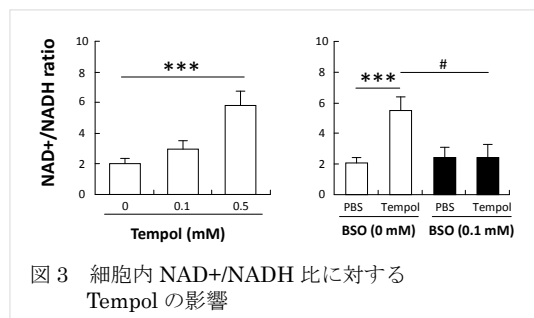 NAD+/NADH ratio
10
8
6
4
2
0
***
0 0.1 0.5
Tempol (mM)
10
8
6
4
2
0
***
#
PBS Tempol PBS Tempol
BSO (0 mM) BSO (0.1 mM)
図 3 細胞内 NAD+/NADH 比に対する
Tempol の影響